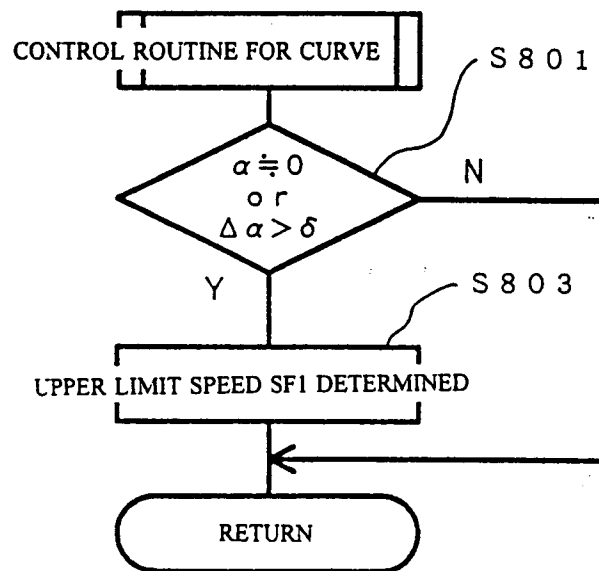 CONTROL ROUTINE FOR CURVE
S801
α≒0
or
Δα>δ
N
Y
S803
UPPER LIMIT SPEED SF1 DETERMINED
RETURN